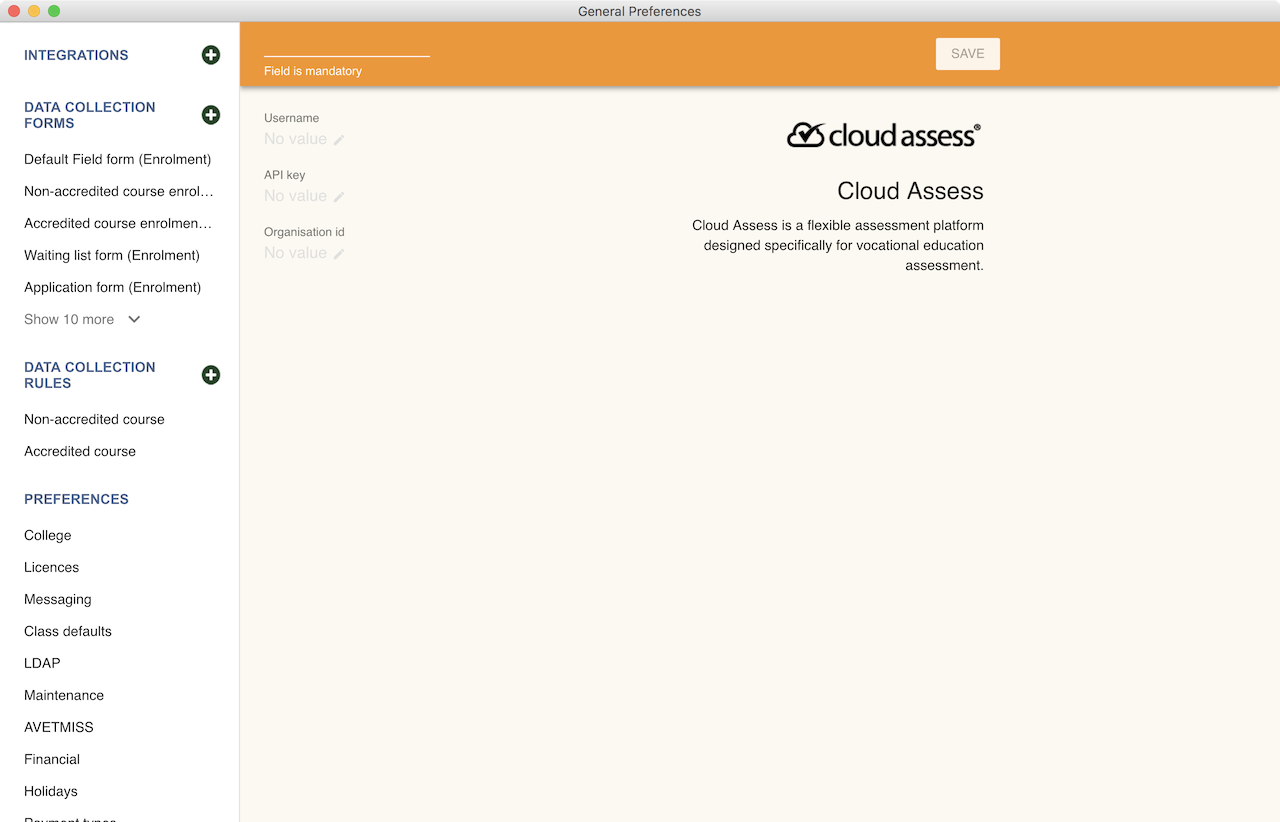 General Preferences
INTEGRATIONS
DATA COLLECTION
FORMS
Default Field form (Enrolment)
Non-accredited course enrol…
Accredited course enrolmen…
Waiting list form (Enrolment)
Application form (Enrolment)
Show 10 more
DATA COLLECTION
RULES
Non-accredited course
Accredited course
PREFERENCES
College
Licences
Messaging
Class defaults
LDAP
Maintenance
AVETMISS
Financial
Holidays
Payment types
Field is mandatory
SAVE
Username
No value
API key
No value
Organisation id
No value
cloud assess®
Cloud Assess
Cloud Assess is a flexible assessment platform
designed specifically for vocational education
assessment.